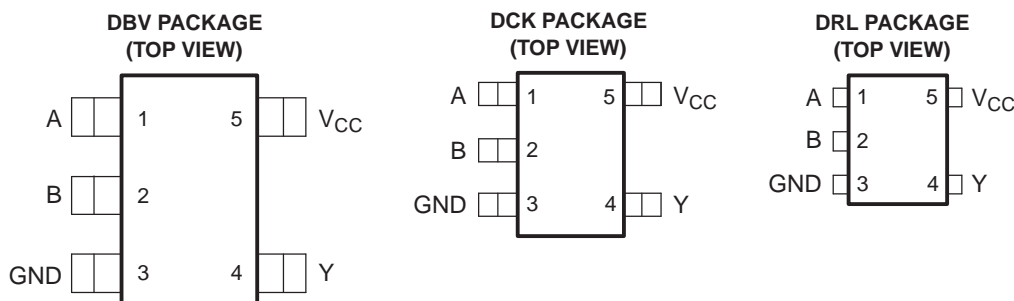 DBV PACKAGE
(TOP VIEW)
A 1 5 VCC
B 2
GND 3 4 Y
DCK PACKAGE
(TOP VIEW)
A 1 5 VCC
B 2
GND 3 4 Y
DRL PACKAGE
(TOP VIEW)
A 1 5 VCC
B 2
GND 3 4 Y